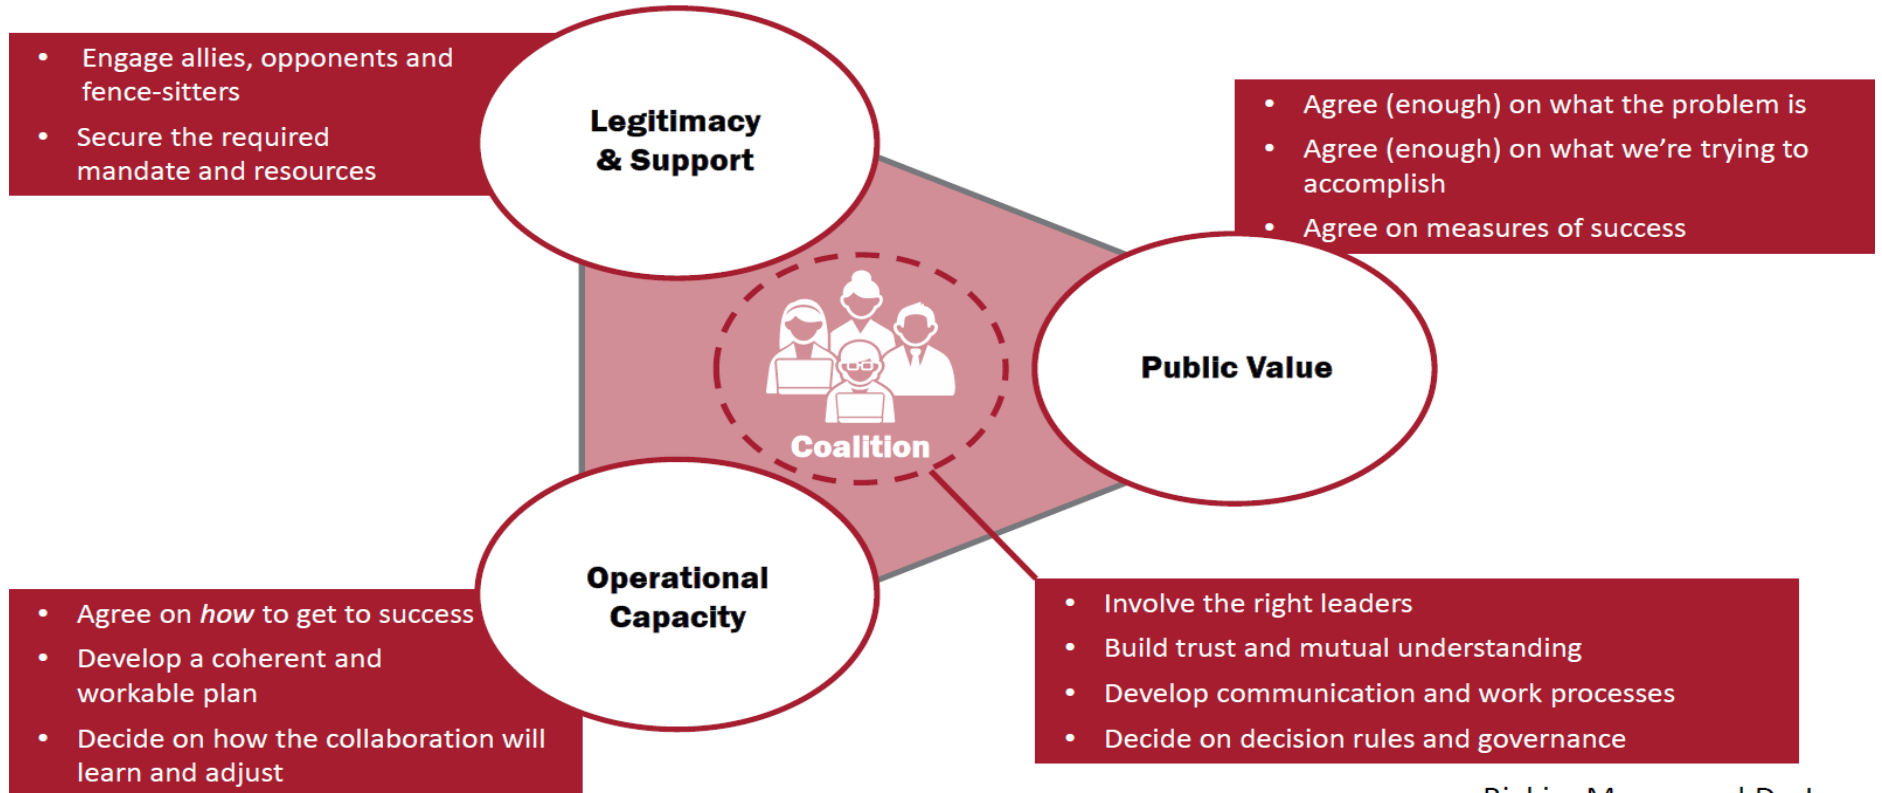 • Engage allies, opponents and
fence-sitters
• Secure the required
mandate and resources
Legitimacy
& Support
• Agree (enough) on what the problem is
• Agree (enough) on what we’re trying to
accomplish
• Agree on measures of success
Public Value
Coalition
Operational
Capacity
• Agree on how to get to success
• Develop a coherent and
workable plan
• Decide on how the collaboration will
learn and adjust
• Involve the right leaders
• Build trust and mutual understanding
• Develop communication and work processes
• Decide on decision rules and governance